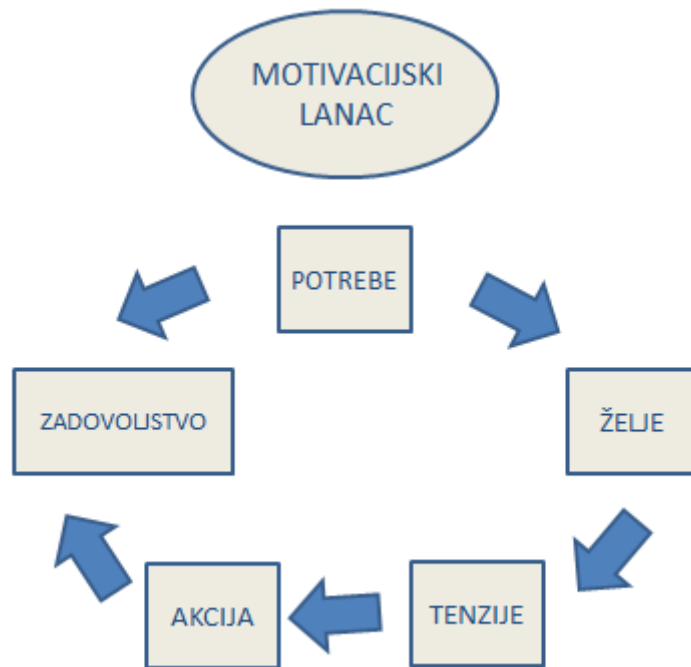 MOTIVACIJSKI
LANAC
POTREBE
ZADOVOLJSTVO
ŽELJE
AKCIJA
TENZIJE